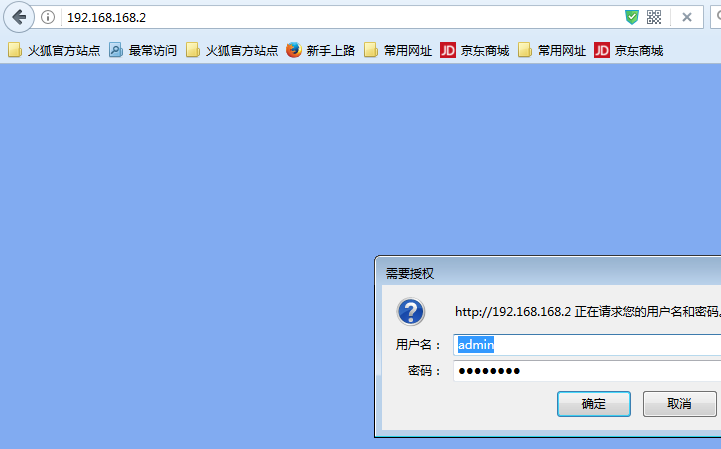 192.168.168.2
火狐官方站点 最常访问 火狐官方站点 新手上路 常用网址 JD 京东商城 常用网址 JD 京东商城
需要授权
http://192.168.168.2 正在请求您的用户名和密码。
用户名： admin
密码： ●●●●●●●●
确定 取消